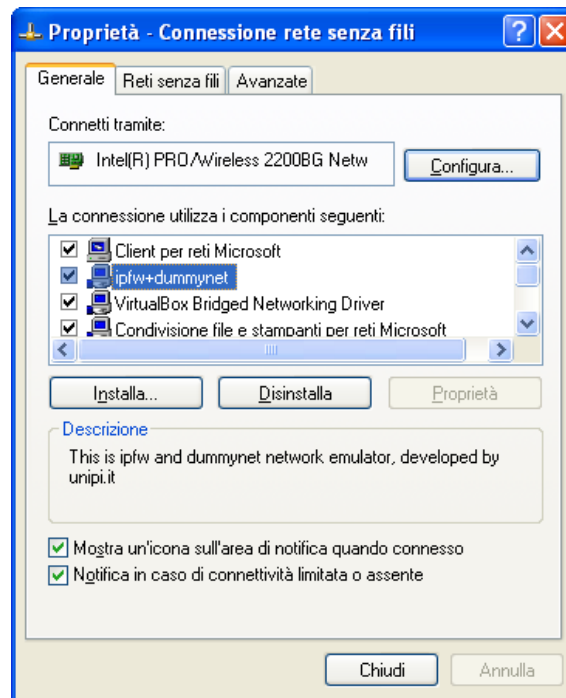 Proprietà - Connessione rete senza fili
Generale
Reti senza fili
Avanzate
Connetti tramite:
Intel(R) PRO/Wireless 2200BG Netw
Configura...
La connessione utilizza i componenti seguenti:
Client per reti Microsoft
ipfw+dummynet
VirtualBox Bridged Networking Driver
Condivisione file e stampanti per reti Microsoft
Installa...
Disinstalla
Proprietà
Descrizione
This is ipfw and dummynet network emulator, developed by
unipi.it
Mostra un'icona sull'area di notifica quando connesso
Notifica in caso di connettività limitata o assente
Chiudi
Annulla